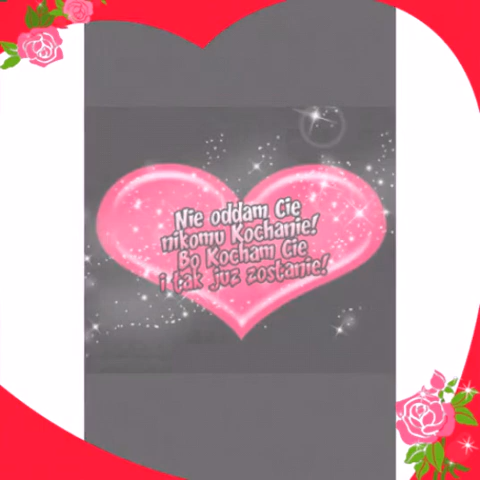 Nie oddam Cie
nikomu Kochanie!
Bo Kocham Cie
i tak juz zostanie!